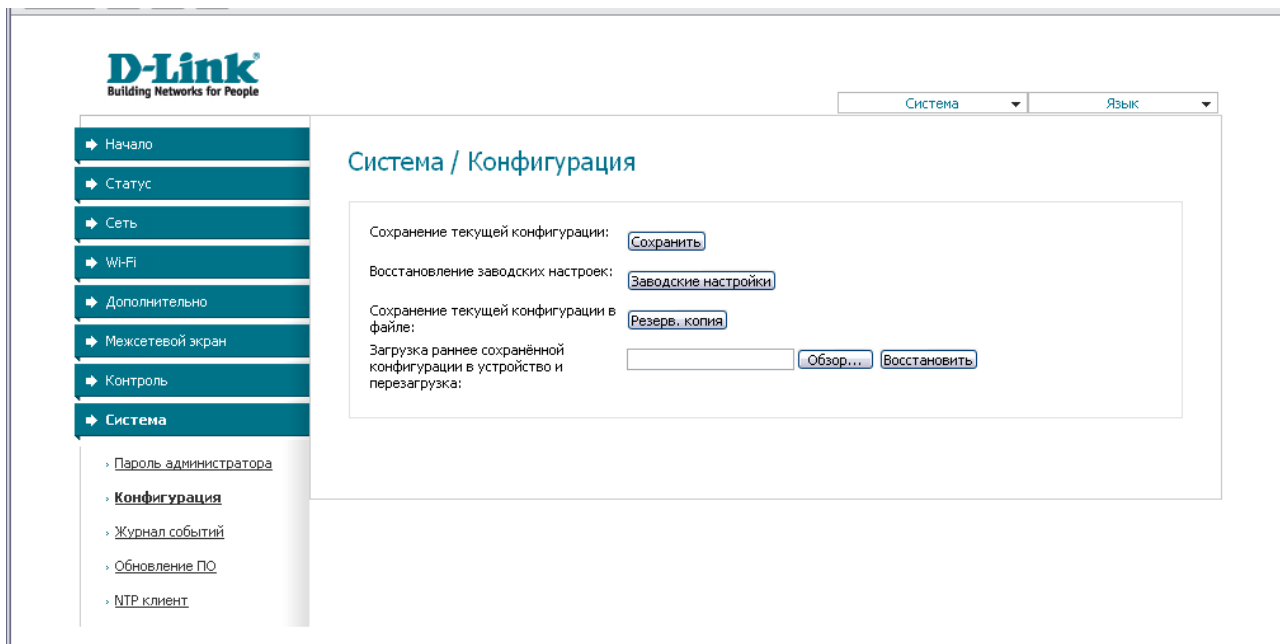 D-Link
Building Networks for People
Система
Язык
Начало
Статус
Сеть
Wi-Fi
Дополнительно
Межсетевой экран
Контроль
Система
Пароль администратора
Конфигурация
Журнал событий
Обновление ПО
NTP клиент
Система / Конфигурация
Сохранение текущей конфигурации:
Сохранить
Восстановление заводских настроек:
Заводские настройки
Сохранение текущей конфигурации в
файле:
Резерв. копия
Загрузка раннее сохранённой
конфигурации в устройство и
перезагрузка:
Обзор...
Восстановить